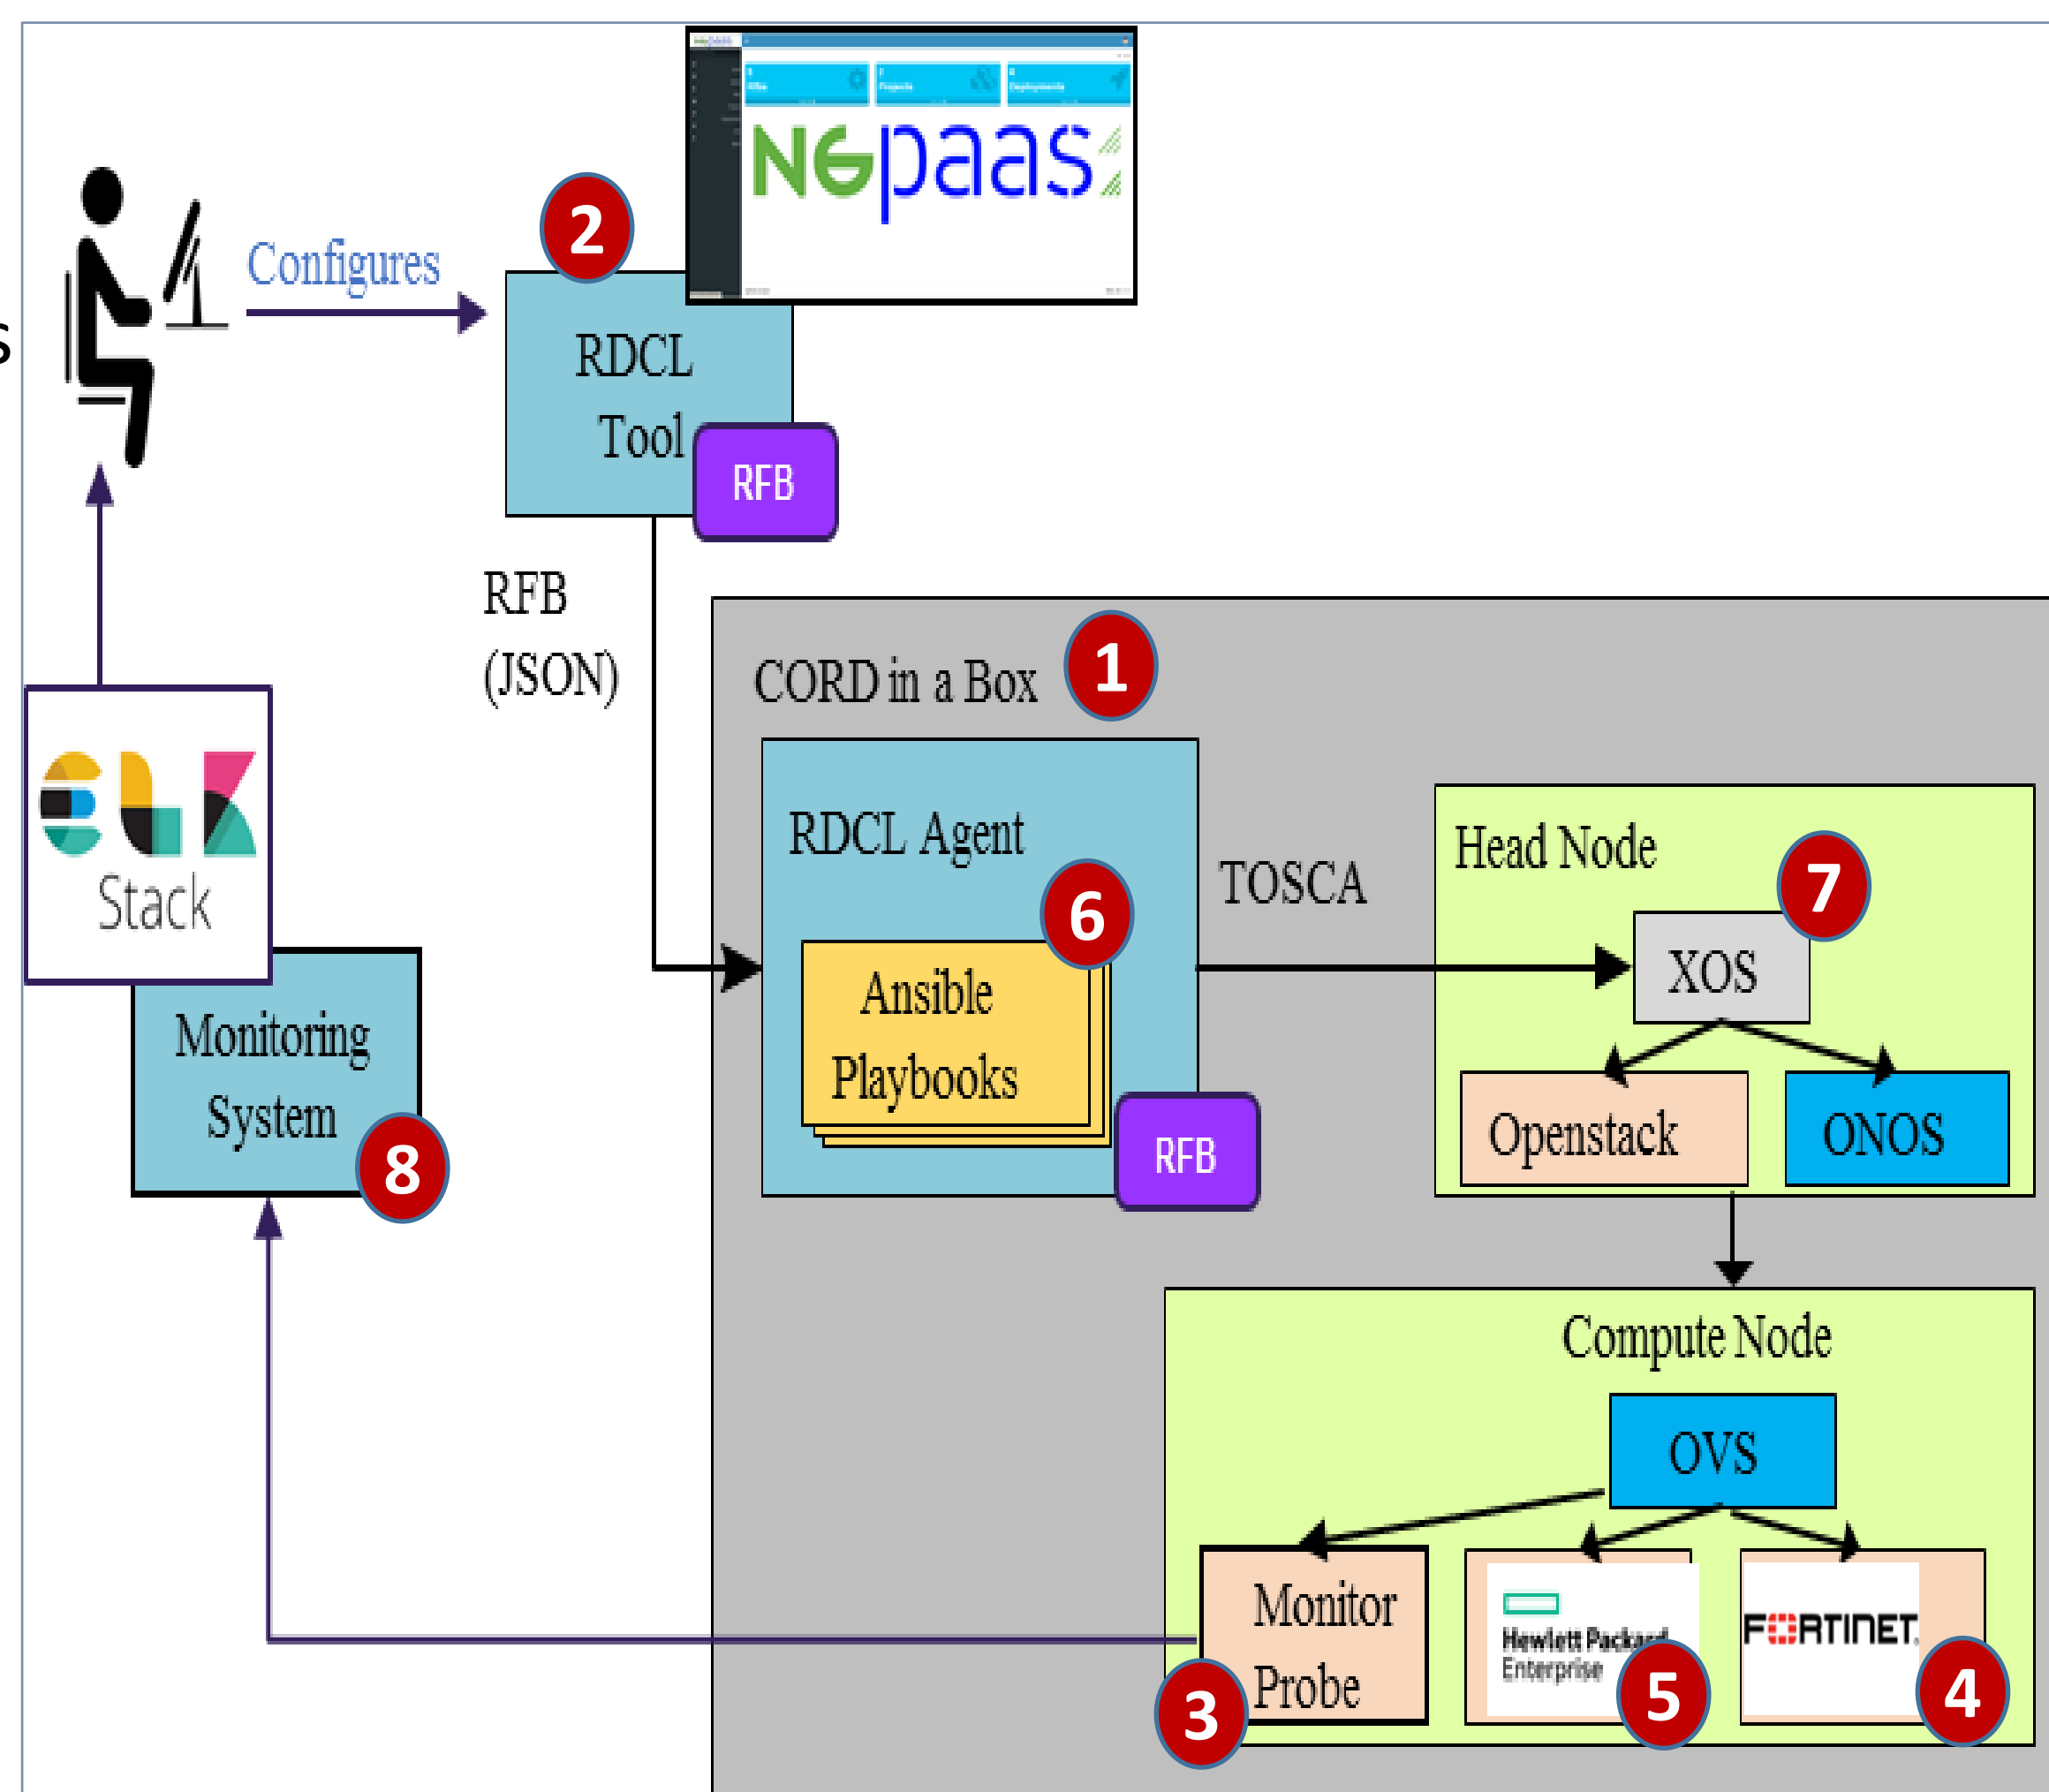 NGpaas
2
Configures
s
RDCL
Tool
RFB
RFB
(JSON)
CORD in a Box
1
RDCL Agent
6
Ansible
Playbooks
RFB
TOSCA
Head Node
7
XOS
Openstack
ONOS
elk
Stack
Monitoring
System
8
Compute Node
OVS
Monitor
Probe
3
Hewlett Packard
Enterprise
5
FORTINET
4